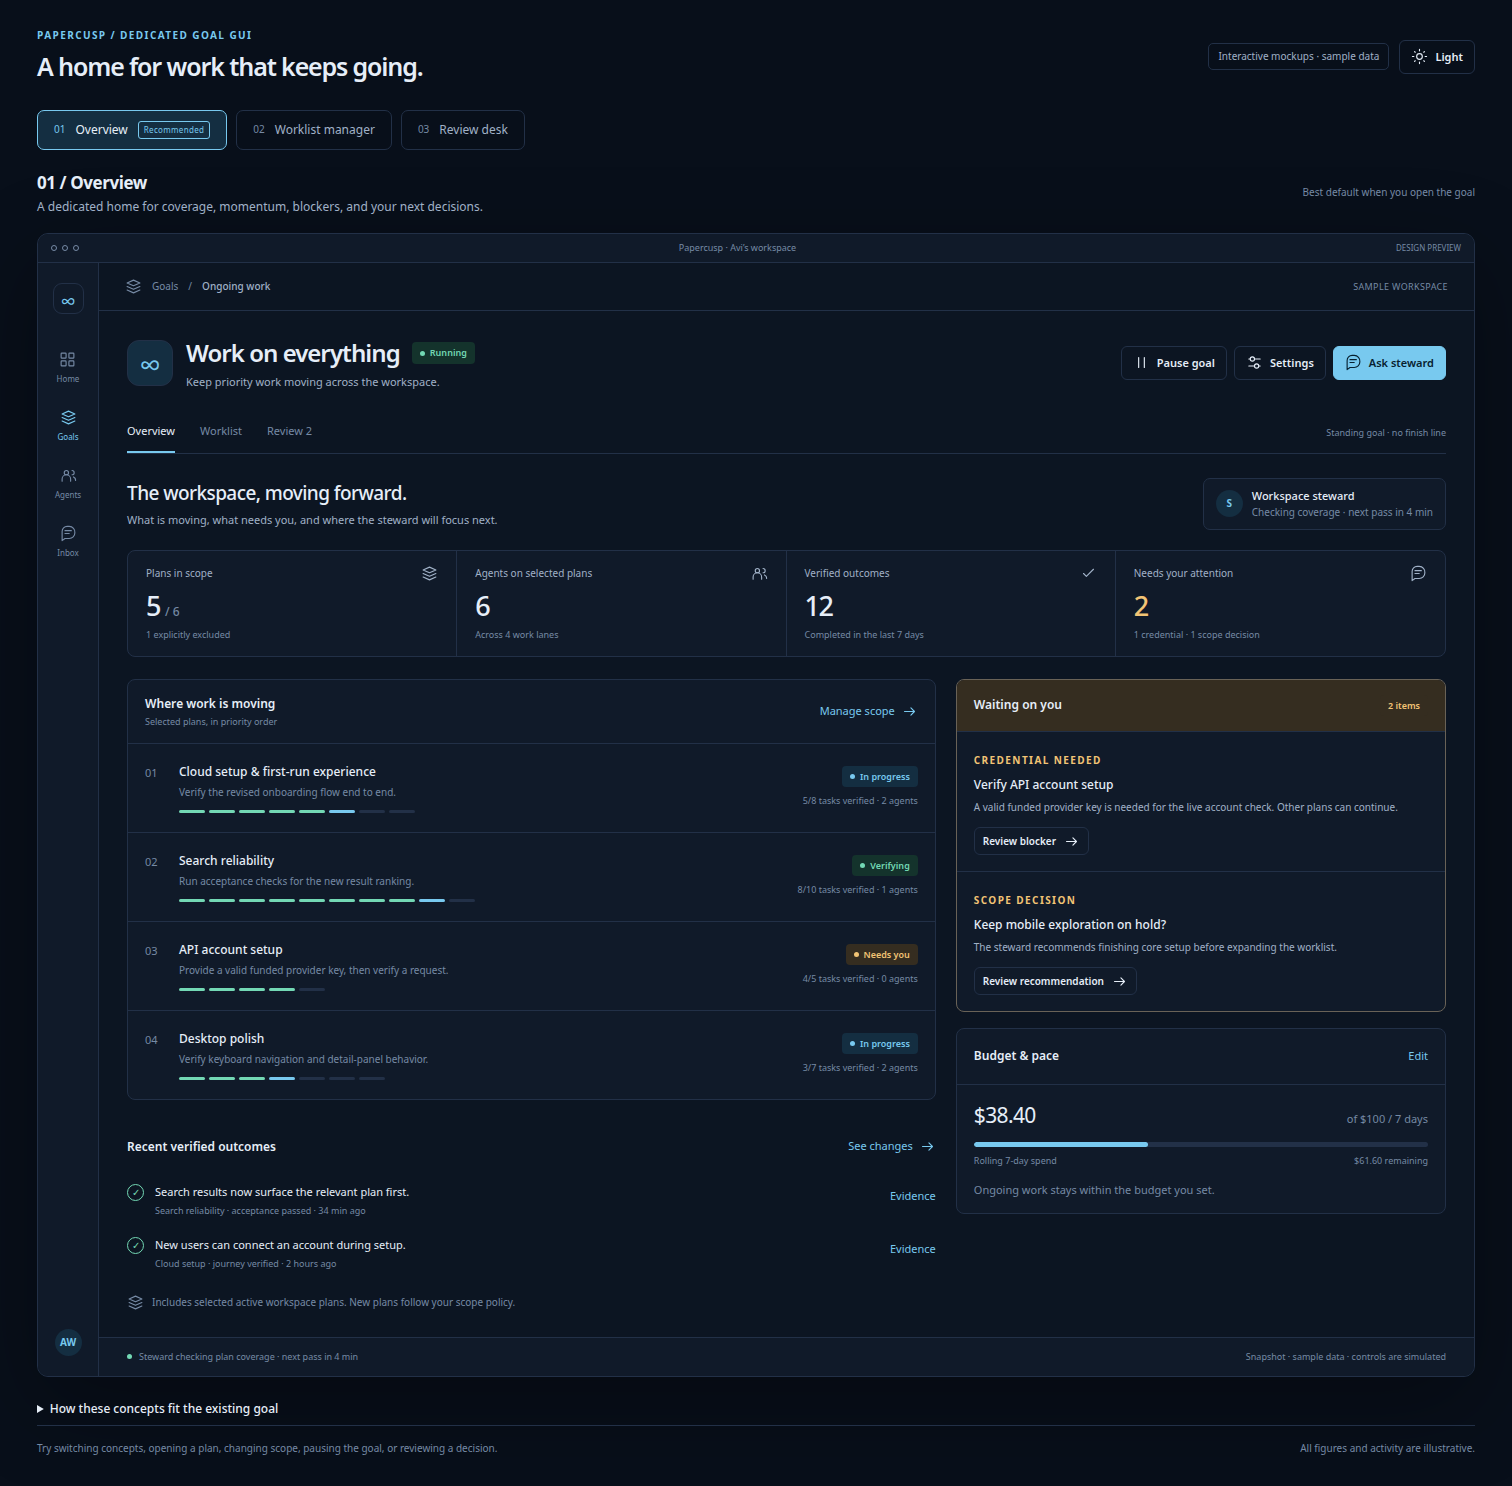 PAPERCUSP / DEDICATED GOAL GUI
A home for work that keeps going.
Interactive mockups · sample data
Light
01 Overview Recommended
02 Worklist manager
03 Review desk
01 / Overview
A dedicated home for coverage, momentum, blockers, and your next decisions.
Best default when you open the goal
Papercusp · Avi's workspace
DESIGN PREVIEW
Home
Goals
Agents
Inbox
AW
Goals / Ongoing work
SAMPLE WORKSPACE
Work on everything
Running
Keep priority work moving across the workspace.
Pause goal
Settings
Ask steward
Overview
Worklist
Review 2
Standing goal · no finish line
The workspace, moving forward.
What is moving, what needs you, and where the steward will focus next.
S
Workspace steward
Checking coverage · next pass in 4 min
Plans in scope
5 / 6
1 explicitly excluded
Agents on selected plans
6
Across 4 work lanes
Verified outcomes
12
Completed in the last 7 days
Needs your attention
2
1 credential · 1 scope decision
Where work is moving
Selected plans, in priority order
Manage scope
01
Cloud setup & first-run experience
Verify the revised onboarding flow end to end.
In progress
5/8 tasks verified · 2 agents
02
Search reliability
Run acceptance checks for the new result ranking.
Verifying
8/10 tasks verified · 1 agents
03
API account setup
Provide a valid funded provider key, then verify a request.
Needs you
4/5 tasks verified · 0 agents
04
Desktop polish
Verify keyboard navigation and detail-panel behavior.
In progress
3/7 tasks verified · 2 agents
Recent verified outcomes
See changes
Search results now surface the relevant plan first.
Search reliability · acceptance passed · 34 min ago
Evidence
New users can connect an account during setup.
Cloud setup · journey verified · 2 hours ago
Evidence
Includes selected active workspace plans. New plans follow your scope policy.
Waiting on you
2 items
CREDENTIAL NEEDED
Verify API account setup
A valid funded provider key is needed for the live account check. Other plans can continue.
Review blocker
SCOPE DECISION
Keep mobile exploration on hold?
The steward recommends finishing core setup before expanding the worklist.
Review recommendation
Budget & pace
Edit
$38.40
of $100 / 7 days
Rolling 7-day spend
$61.60 remaining
Ongoing work stays within the budget you set.
Steward checking plan coverage · next pass in 4 min
Snapshot · sample data · controls are simulated
How these concepts fit the existing goal
Try switching concepts, opening a plan, changing scope, pausing the goal, or reviewing a decision.
All figures and activity are illustrative.